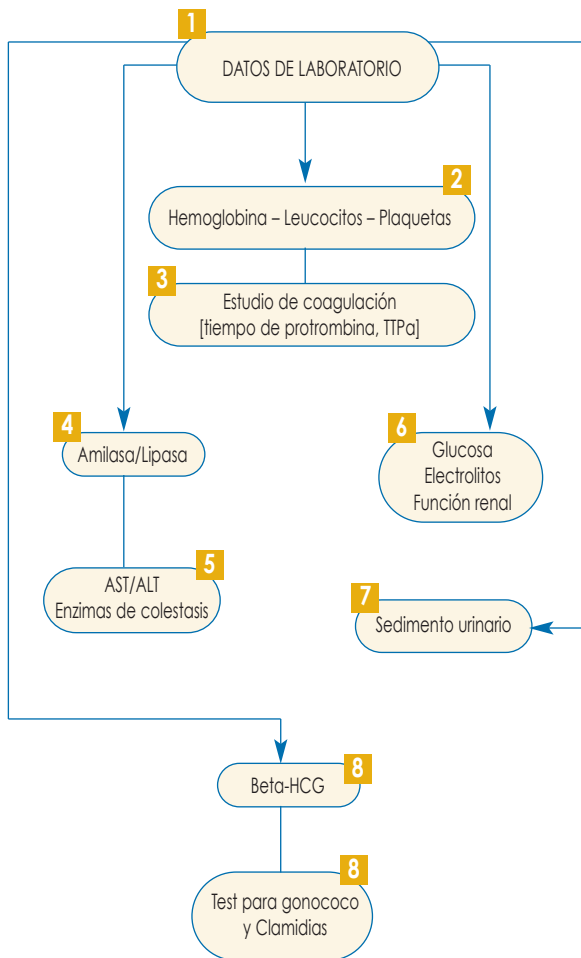 1
DATOS DE LABORATORIO
2
Hemoglobina – Leucocitos – Plaquetas
3
Estudio de coagulación
[tiempo de protrombina, TTPa]
4
Amilasa/Lipasa
5
AST/ALT
Enzimas de colestasis
6
Glucosa
Electrolitos
Función renal
7
Sedimento urinario
8
Beta-HCG
8
Test para gonococo
y Clamidias